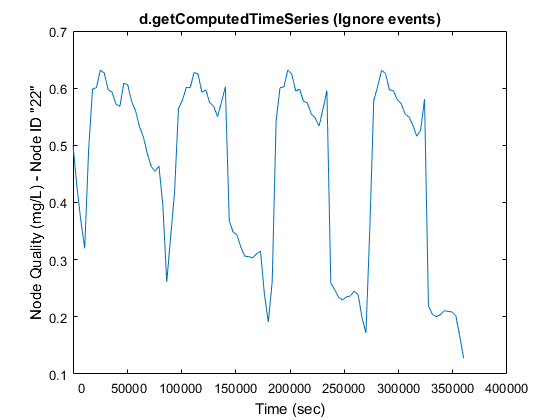 d.getComputedTimeSeries (Ignore events)
0.7
0.6
0.5
0.4
0.3
0.2
0.1
Node Quality (mg/L) - Node ID "22"
0 50000 100000 150000 200000 250000 300000 350000 400000
Time (sec)